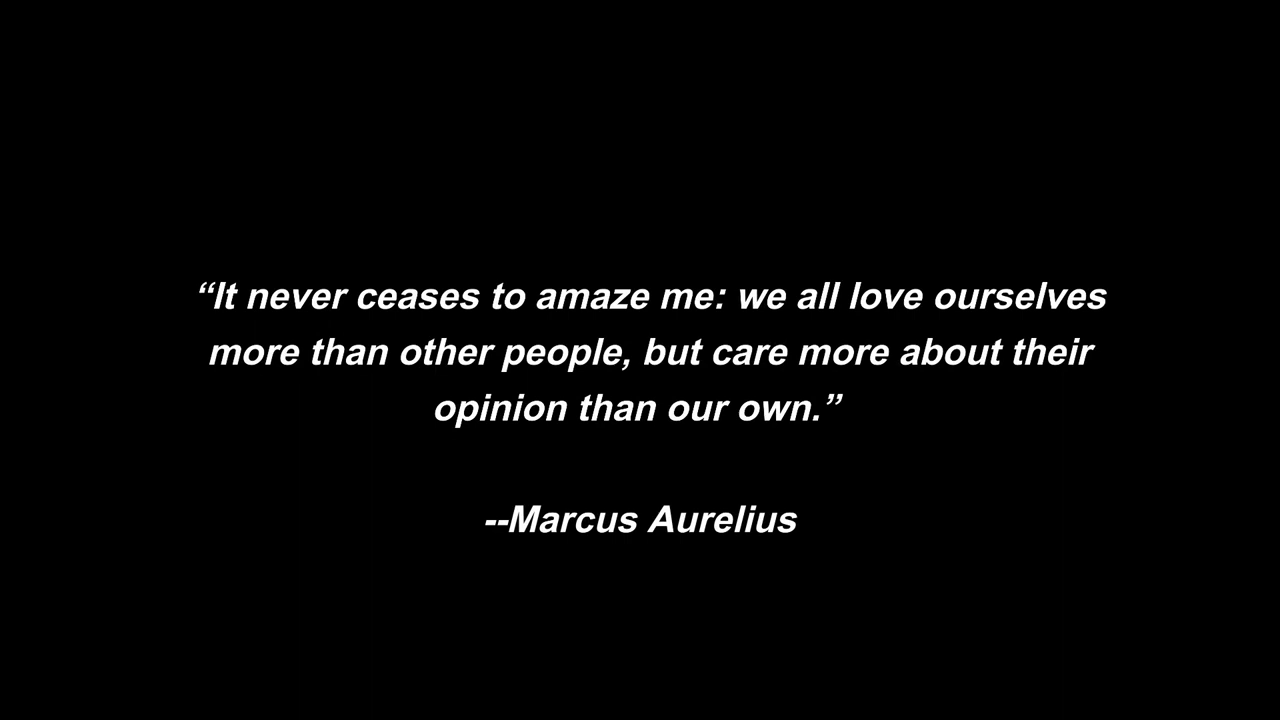 “It never ceases to amaze me: we all love ourselves
more than other people, but care more about their
opinion than our own.”
--Marcus Aurelius